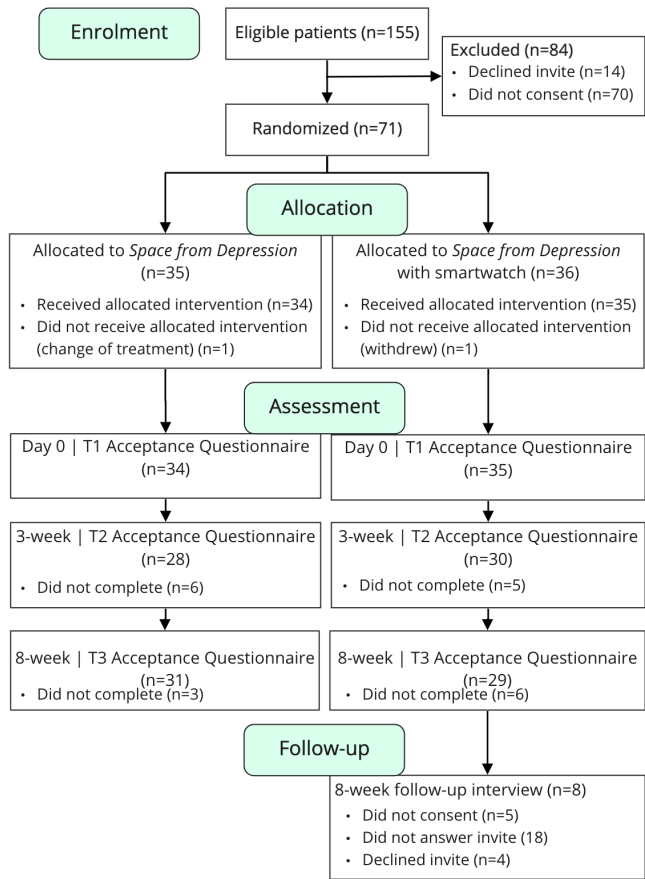 Enrolment
Eligible patients (n=155)
Excluded (n=84)
• Declined invite (n=14)
• Did not consent (n=70)
Randomized (n=71)
Allocation
Allocated to Space from Depression
(n=35)
• Received allocated intervention (n=34)
• Did not receive allocated intervention
(change of treatment) (n=1)
Allocated to Space from Depression
with smartwatch (n=36)
• Received allocated intervention (n=35)
• Did not receive allocated intervention
(withdrew) (n=1)
Assessment
Day 0 | T1 Acceptance Questionnaire
(n=34)
Day 0 | T1 Acceptance Questionnaire
(n=35)
3-week | T2 Acceptance Questionnaire
(n=28)
• Did not complete (n=6)
3-week | T2 Acceptance Questionnaire
(n=30)
• Did not complete (n=5)
8-week | T3 Acceptance Questionnaire
(n=31)
• Did not complete (n=3)
8-week | T3 Acceptance Questionnaire
(n=29)
• Did not complete (n=6)
Follow-up
8-week follow-up interview (n=8)
• Did not consent (n=5)
• Did not answer invite (18)
• Declined invite (n=4)